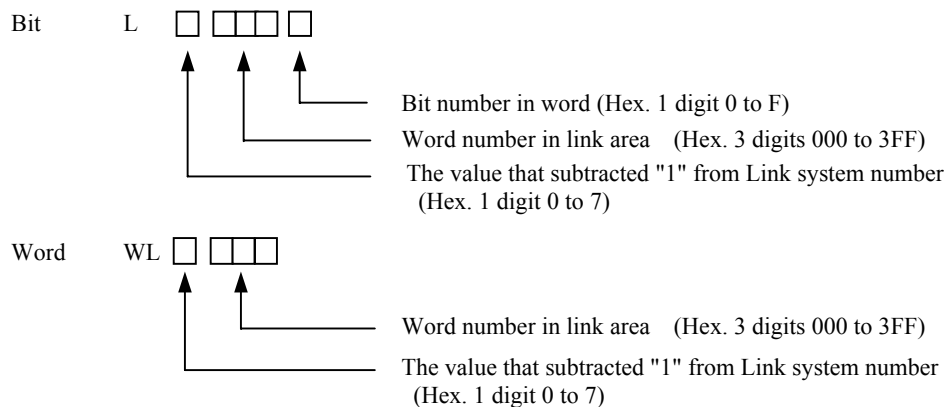 Bit L
Bit number in word (Hex. 1 digit 0 to F)
Word number in link area (Hex. 3 digits 000 to 3FF)
The value that subtracted "1" from Link system number
(Hex. 1 digit 0 to 7)
Word WL
Word number in link area (Hex. 3 digits 000 to 3FF)
The value that subtracted "1" from Link system number
(Hex. 1 digit 0 to 7)